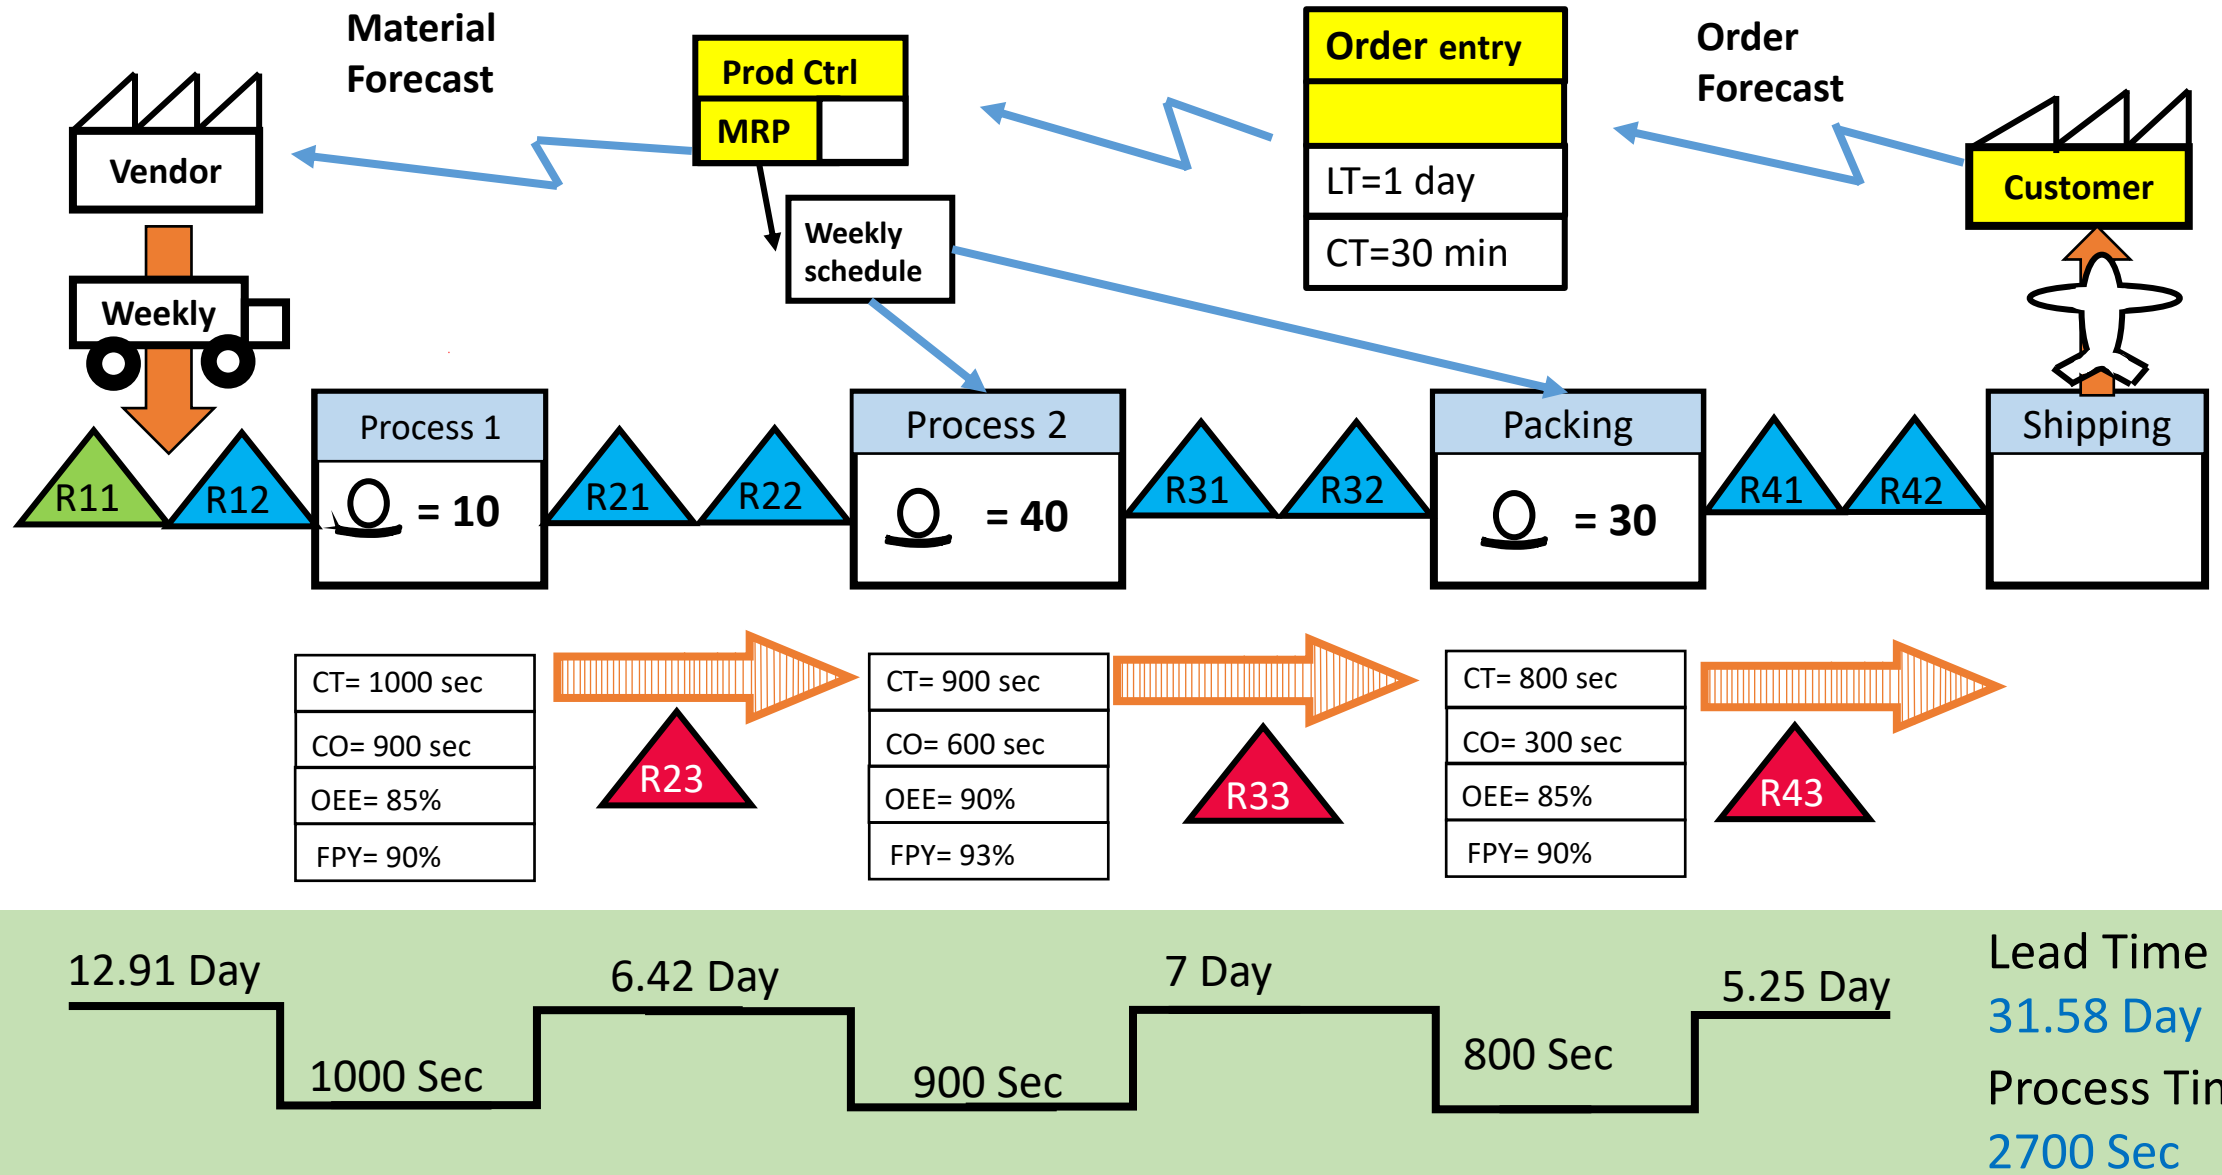 Material
Forecast
Prod Ctrl
MRP
Order entry
LT=1 day
CT=30 min
Order
Forecast
Vendor
Customer
Weekly
schedule
Weekly
Process 1
Process 2
Packing
Shipping
R11
R12
= 10
R21
R22
= 40
R31
R32
= 30
R41
R42
CT= 1000 sec
CO= 900 sec
OEE= 85%
FPY= 90%
R23
CT= 900 sec
CO= 600 sec
OEE= 90%
FPY= 93%
R33
CT= 800 sec
CO= 300 sec
OEE= 85%
FPY= 90%
R43
12.91 Day
1000 Sec
6.42 Day
900 Sec
7 Day
800 Sec
5.25 Day
Lead Time
31.58 Day
Process Tim
2700 Sec